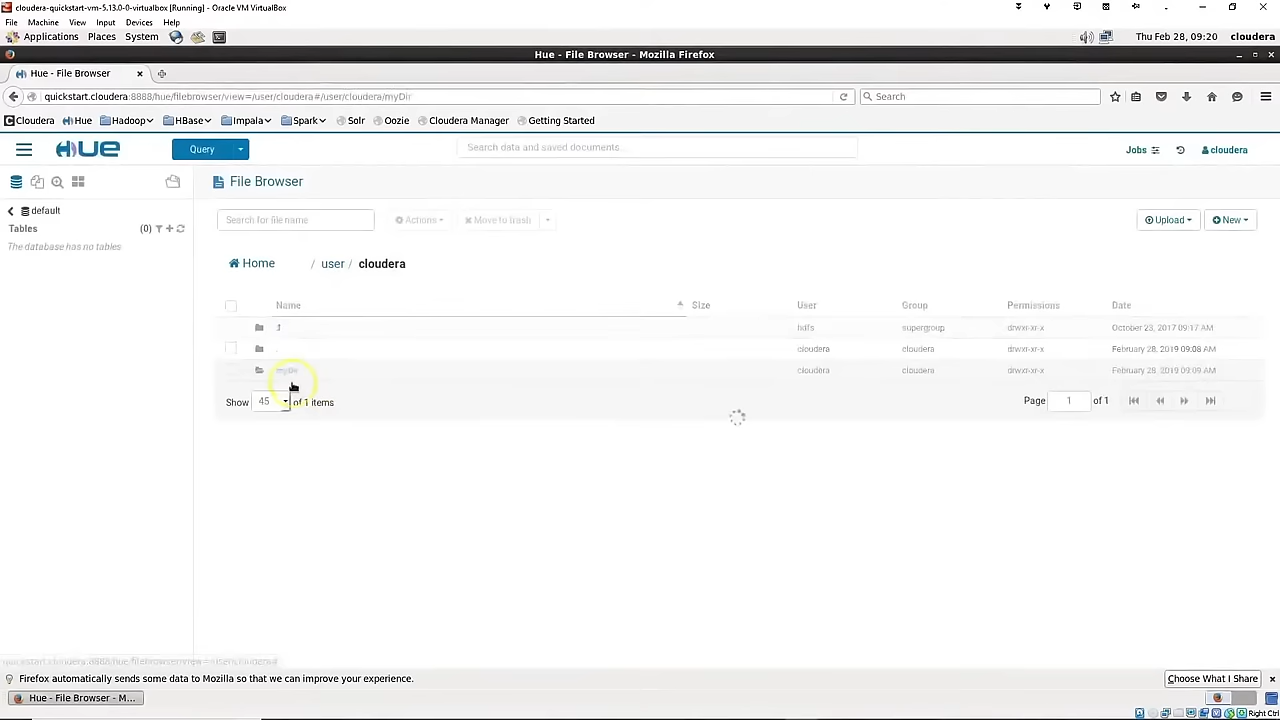 cloudera-quickstart-vm-5.13.0-0-virtualbox [Running] - Oracle VM VirtualBox
File Machine View Input Devices Help
Applications Places System Thu Feb 28, 09:20 cloudera
Hue - File Browser - Mozilla Firefox
Hue - File Browser
quickstart.cloudera:8888/hue/filebrowser/view=/user/cloudera#/user/cloudera/myDir Search
Cloudera Hue Hadoop HBase Impala Spark Solr Oozie Cloudera Manager Getting Started
HUE Query Search data and saved documents... Jobs cloudera
File Browser
default
Tables (0)
The database has no tables
Search for file name Actions Move to trash Upload New
Home / user / cloudera
Name Size User Group Permissions Date
hdfs supergroup drwxr-xr-x October 23, 2017 09:17 AM
. cloudera cloudera drwxr-xr-x February 28, 2019 09:08 AM
myDir cloudera cloudera drwxr-xr-x February 28, 2019 09:09 AM
Show 45 of 1 items Page 1 of 1
Firefox automatically sends some data to Mozilla so that we can improve your experience. Choose What I Share
Hue - File Browser - M...
Right Ctrl